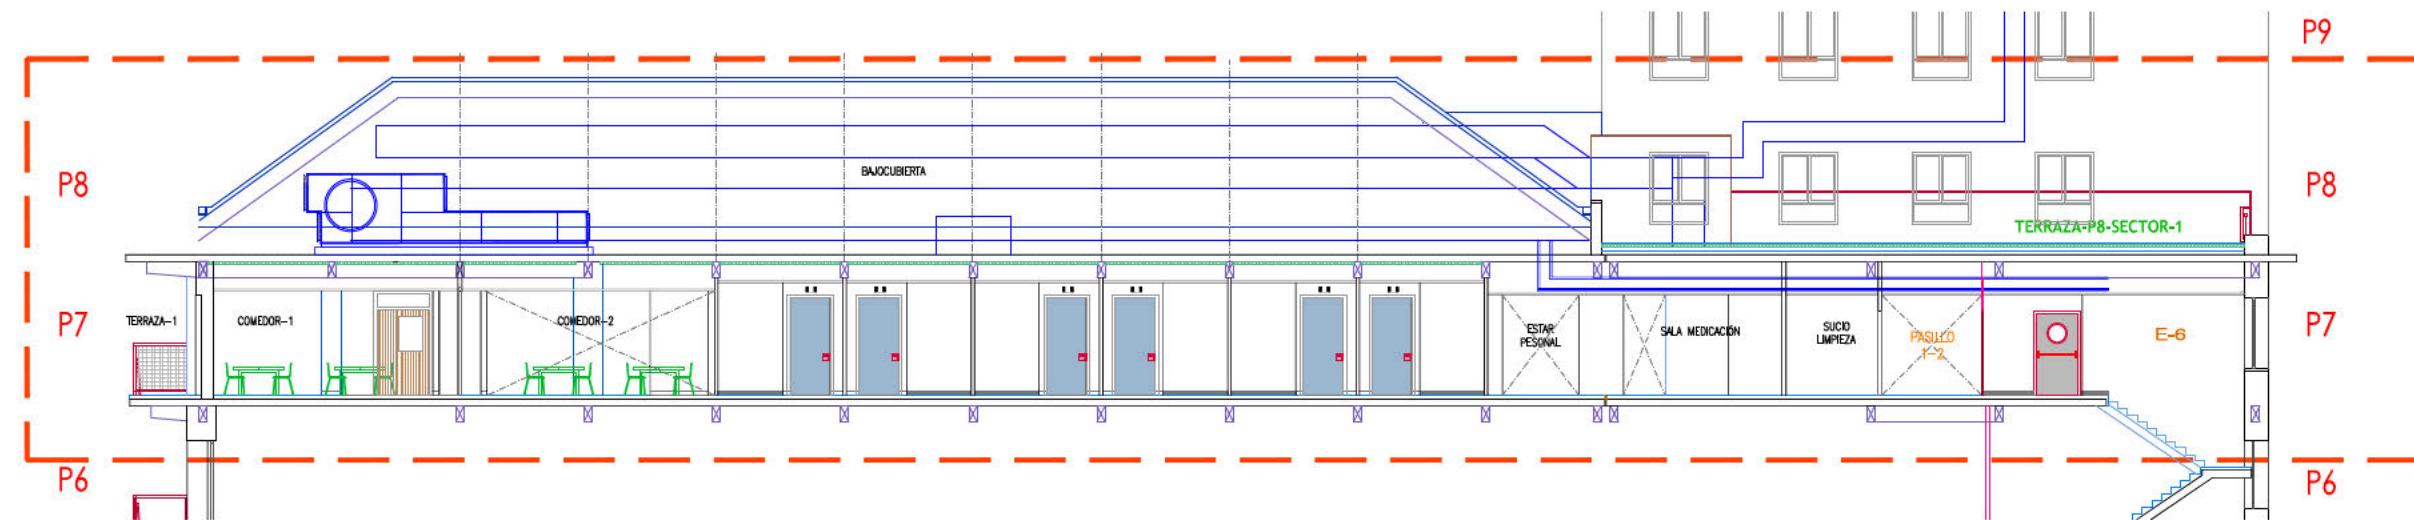 P9
P8
BAJOCUBIERTA
P8
TERRAZA-P8-SECTOR-1
P7
TERRAZA-1
COMEDOR-1
COMEDOR-2
ESTAR
PESONAL
SALA MEDICACIÓN
SUCIO
LIMPIEZA
PASILLO
1-2
E-6
P7
P6
P6